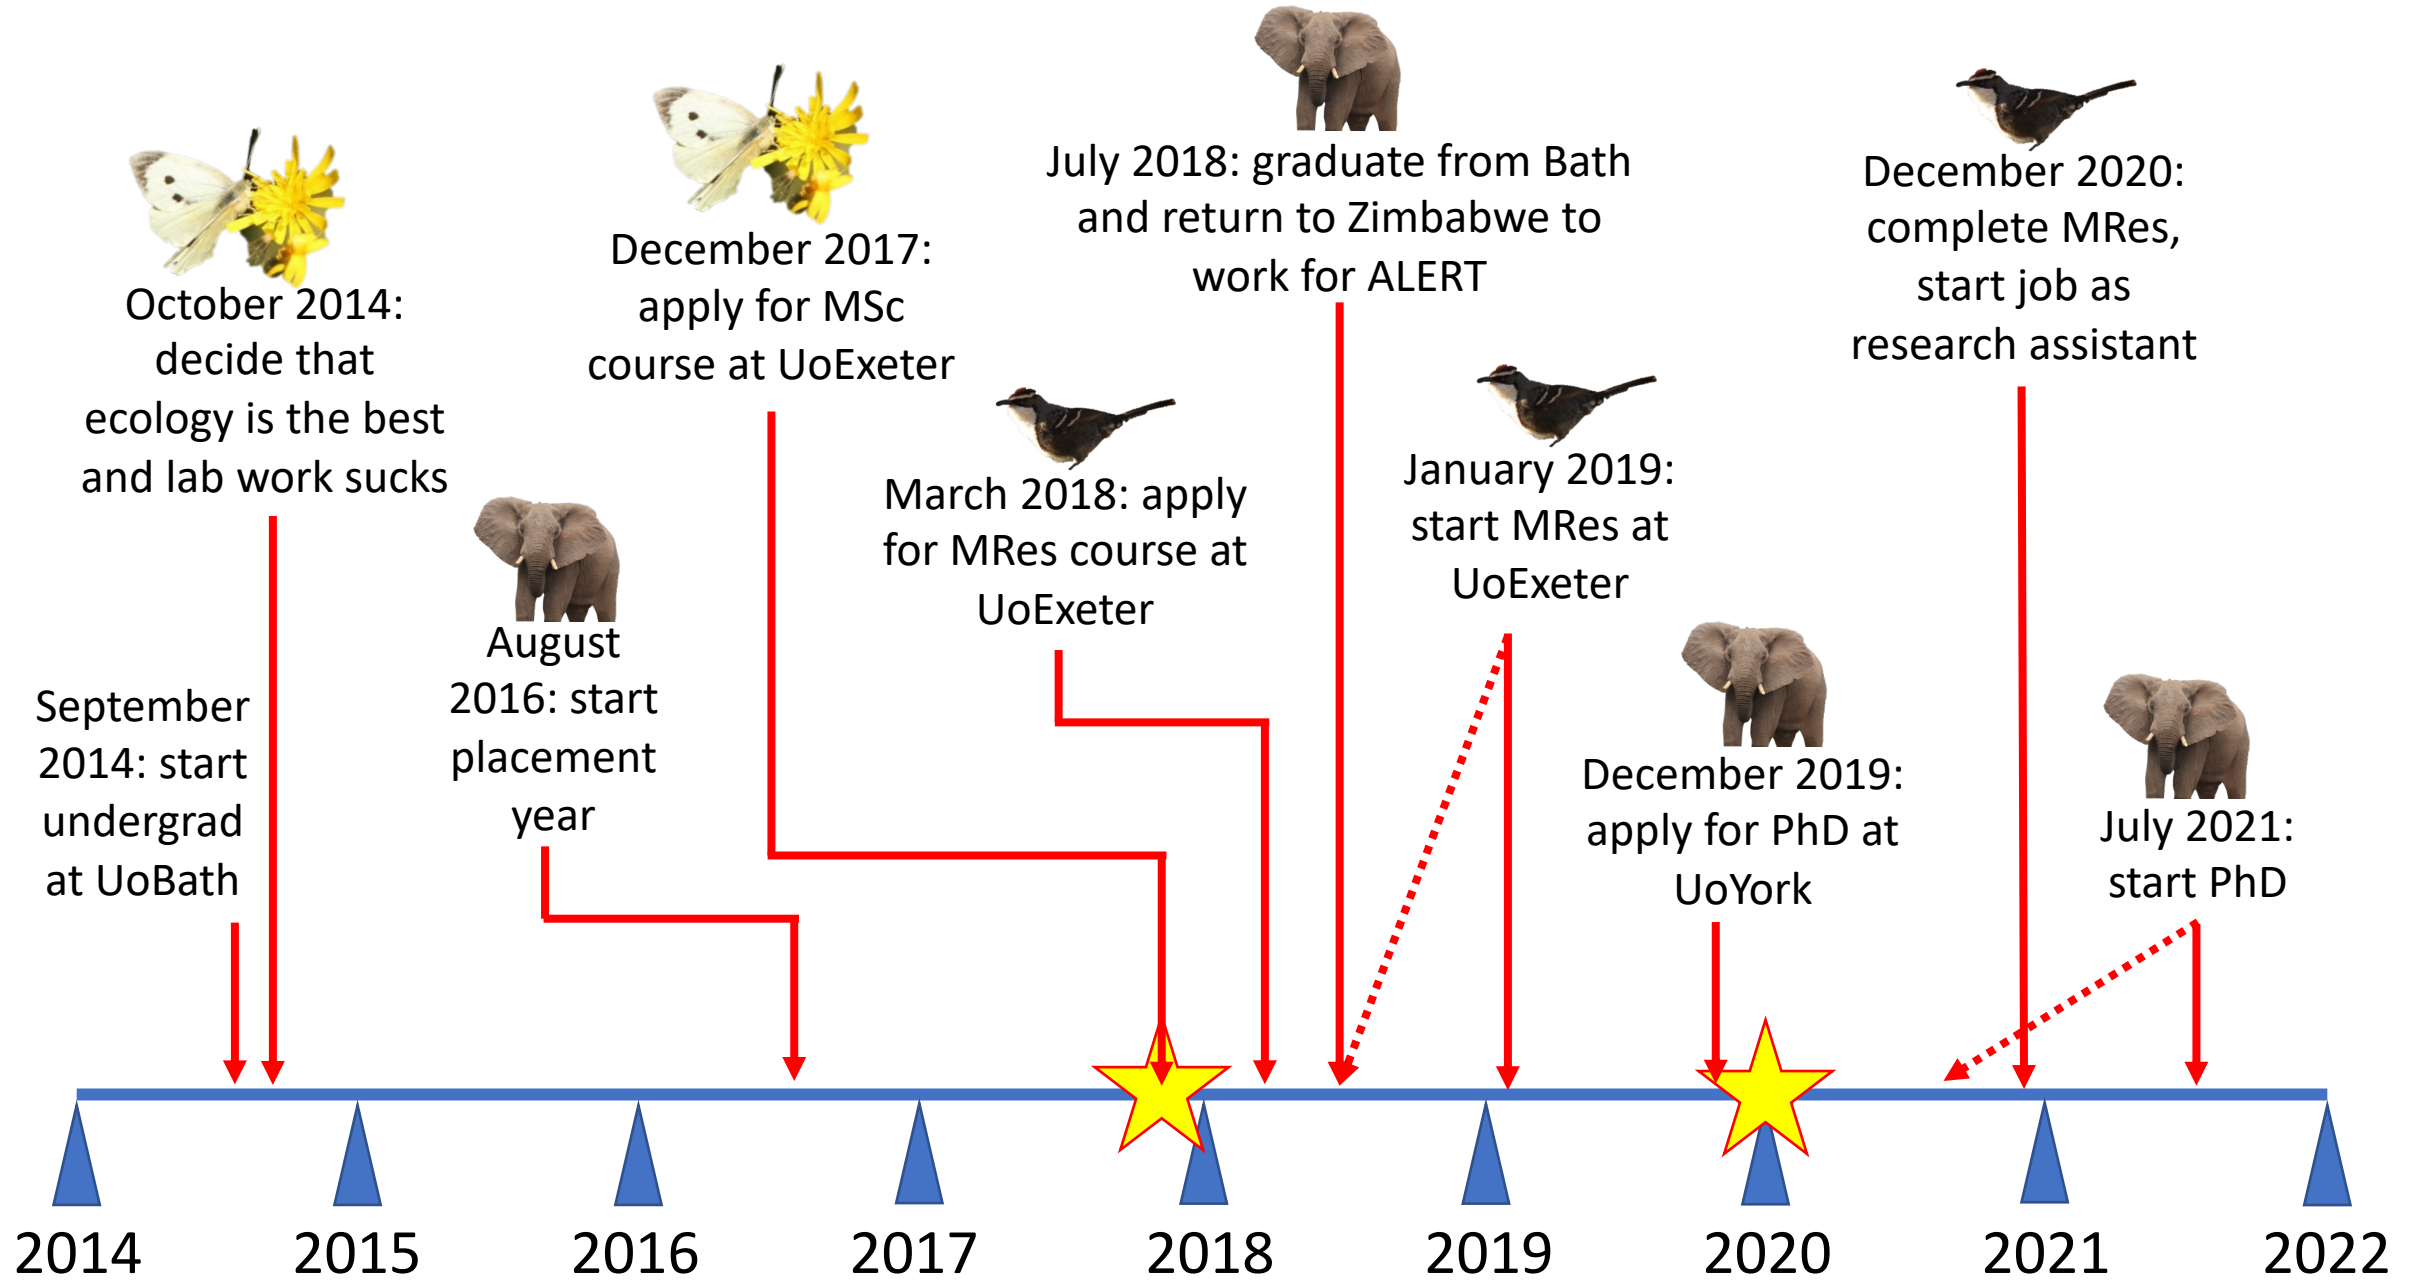 September
2014: start
undergrad
at UoBath
October 2014:
decide that
ecology is the best
and lab work sucks
August
2016: start
placement
year
December 2017:
apply for MSc
course at UoExeter
March 2018: apply
for MRes course at
UoExeter
July 2018: graduate from Bath
and return to Zimbabwe to
work for ALERT
January 2019:
start MRes at
UoExeter
December 2019:
apply for PhD at
UoYork
December 2020:
complete MRes,
start job as
research assistant
July 2021:
start PhD
2014 2015 2016 2017 2018 2019 2020 2021 2022